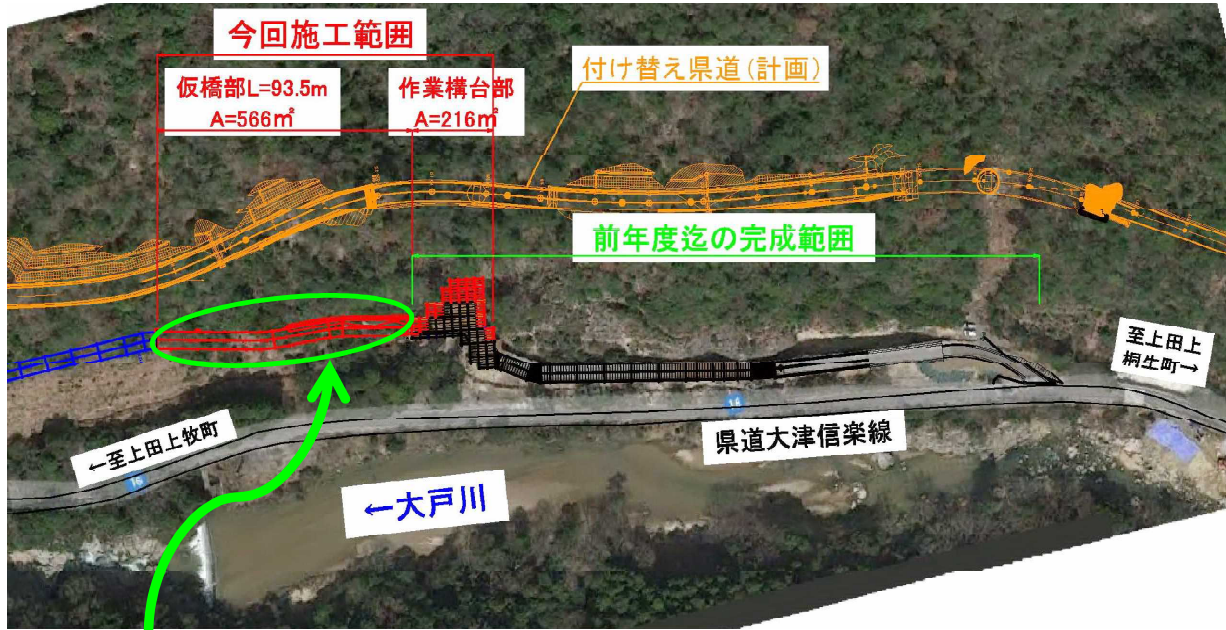 今回施工範囲
仮橋部L=93.5m
A=566㎡
作業構台部
A=216㎡
付け替え県道(計画)
前年度迄の完成範囲
至上田上
桐生町→
16
県道大津信楽線
←至上田上牧町
16
←大戸川